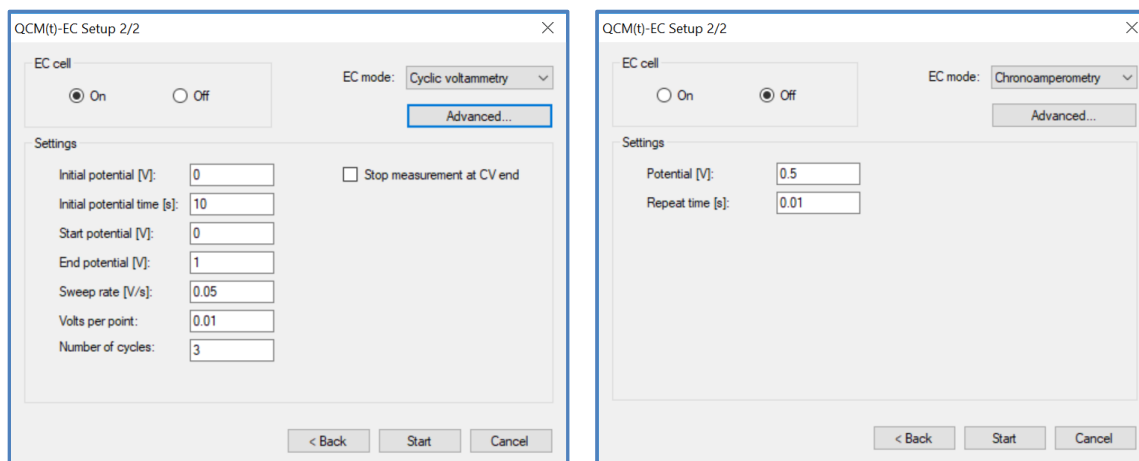 QCM(t)-EC Setup 2/2
EC cell
On Off
EC mode: Cyclic voltammetry
Advanced...
Settings
Initial potential [V]: 0
Stop measurement at CV end
Initial potential time [s]: 10
Start potential [V]: 0
End potential [V]: 1
Sweep rate [V/s]: 0.05
Volts per point: 0.01
Number of cycles: 3
< Back Start Cancel
QCM(t)-EC Setup 2/2
EC cell
On Off
EC mode: Chronoamperometry
Advanced...
Settings
Potential [V]: 0.5
Repeat time [s]: 0.01
< Back Start Cancel